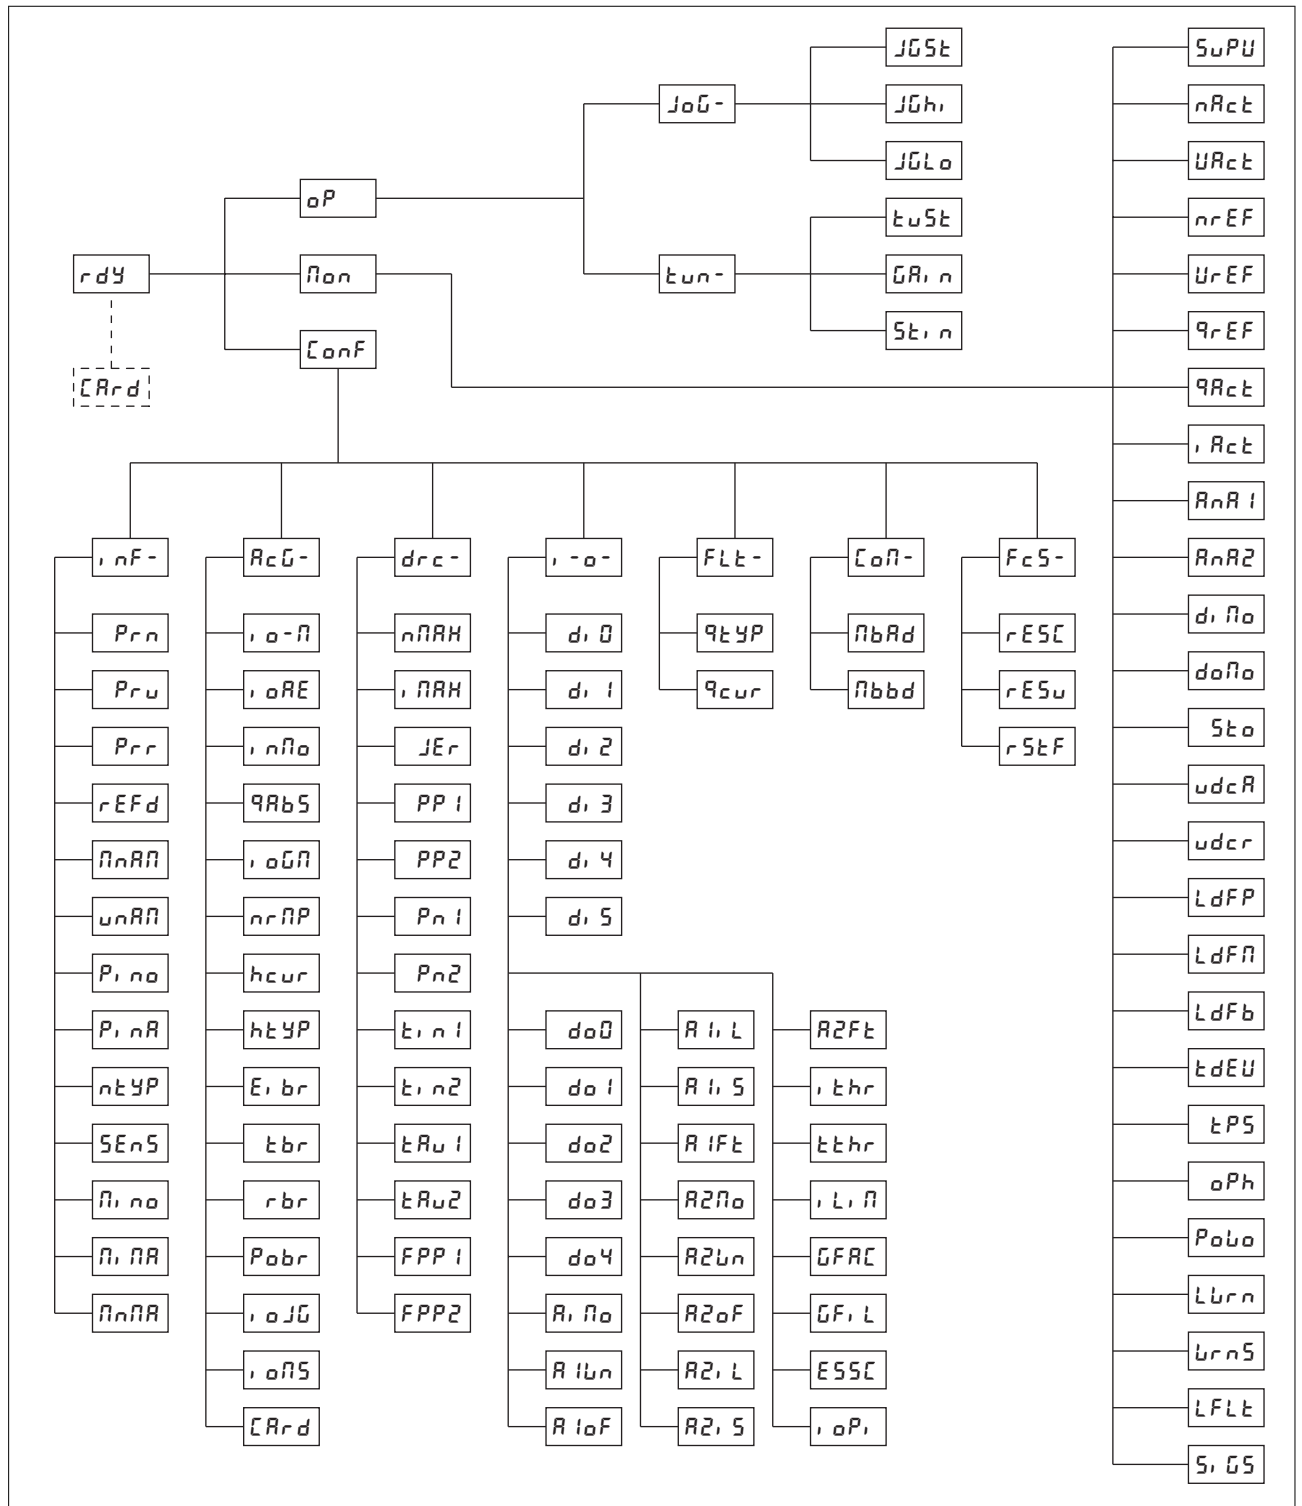 rdY
CArd
oP
Mon
ConF
JoG-
JGSt
JGhi
JGLo
tun-
tuSt
GAin
Stin
SuPV
nAct
VAct
nrEF
VrEF
qrEF
qAct
iAct
AnA1
AnA2
diMo
doMo
Sto
udcA
udcr
LdFP
LdFM
LdFb
tdEV
tPS
oPh
PoWo
LWrn
WrnS
LFLt
SiGS
inF-
Prn
Pru
Prr
rEFd
MnAM
unAM
Pino
PinA
ntYP
SEnS
Mino
MiMA
MnMA
AcG-
io-M
ioAE
inMo
qAbS
ioGM
nrMP
hcur
htYP
Eibr
tbr
rbr
Pobr
ioJG
ioMS
CArd
drc-
nMAX
iMAX
JEr
PP1
PP2
Pn1
Pn2
tin1
tin2
tAu1
tAu2
FPP1
FPP2
i-o-
di0
di1
di2
di3
di4
di5
do0
do1
do2
do3
do4
AiMo
A1Wn
A1oF
A1iL
A1iS
A1Ft
A2Mo
A2Wn
A2oF
A2iL
A2iS
A2Ft
ithr
tthr
iLiM
GFAC
GFiL
ESSC
ioPi
FLt-
qtYP
qcur
CoM-
MbAd
Mbbd
FcS-
rESC
rESu
rStF